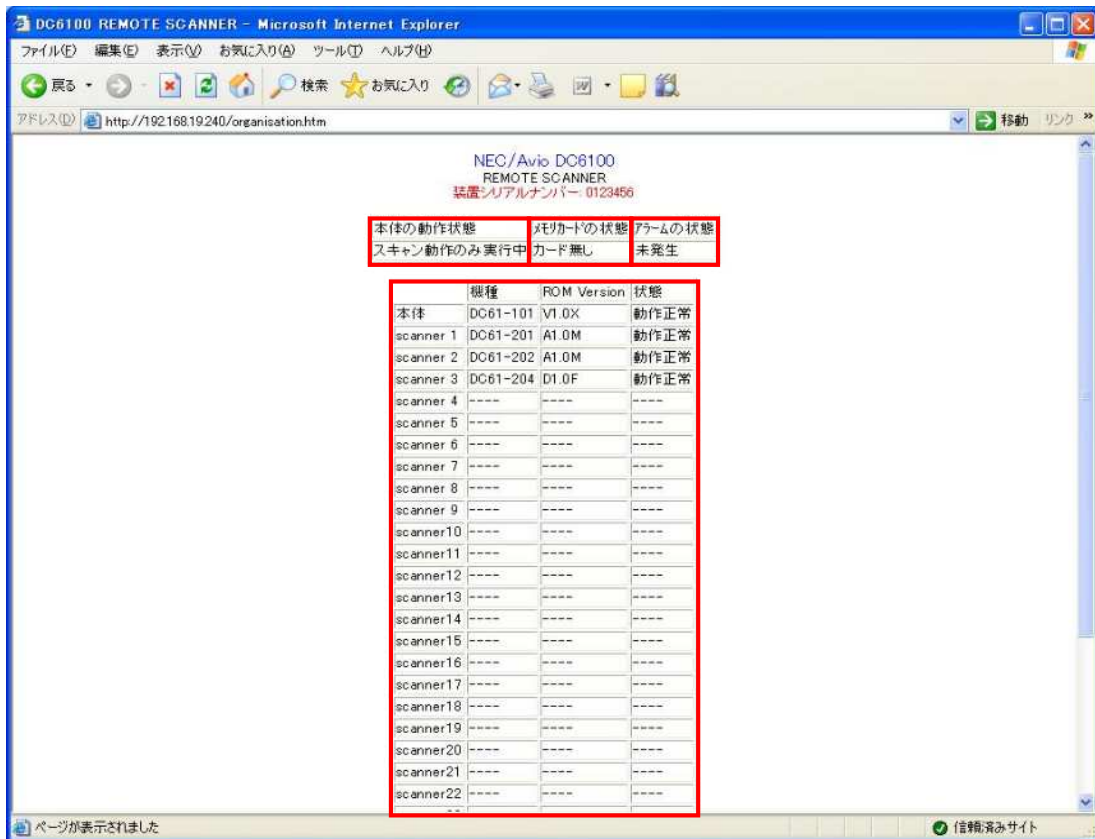 DC6100 REMOTE SCANNER - Microsoft Internet Explorer
ファイル(F) 編集(E) 表示(V) お気に入り(A) ツール(T) ヘルプ(H)
戻る 検索 お気に入り
アドレス(D) http://192.168.19.240/organisation.htm 移動 リンク »
NEC/Avio DC6100
REMOTE SCANNER
装置シリアルナンバー: 0123456
本体の動作状態 ﾒﾓﾘｶｰﾄﾞの状態 ｱﾗｰﾑの状態
スキャン動作のみ実行中 カード無し 未発生
機種 ROM Version 状態
本体 DC61-101 V1.0X 動作正常
scanner 1 DC61-201 A1.0M 動作正常
scanner 2 DC61-202 A1.0M 動作正常
scanner 3 DC61-204 D1.0F 動作正常
scanner 4 ---- ---- ----
scanner 5 ---- ---- ----
scanner 6 ---- ---- ----
scanner 7 ---- ---- ----
scanner 8 ---- ---- ----
scanner 9 ---- ---- ----
scanner10 ---- ---- ----
scanner11 ---- ---- ----
scanner12 ---- ---- ----
scanner13 ---- ---- ----
scanner14 ---- ---- ----
scanner15 ---- ---- ----
scanner16 ---- ---- ----
scanner17 ---- ---- ----
scanner18 ---- ---- ----
scanner19 ---- ---- ----
scanner20 ---- ---- ----
scanner21 ---- ---- ----
scanner22 ---- ---- ----
ページが表示されました 信頼済みサイト